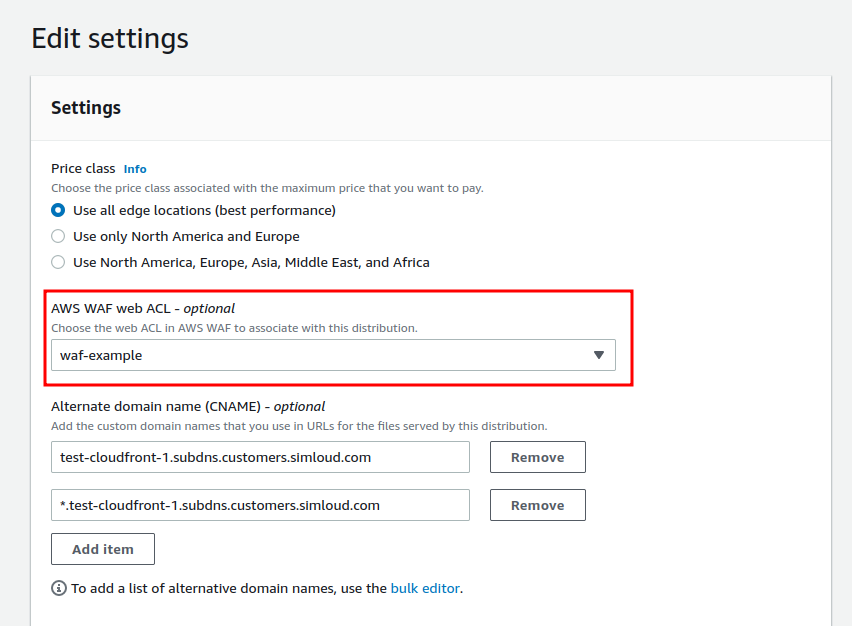 Edit settings
Settings
Price class Info
Choose the price class associated with the maximum price that you want to pay.
Use all edge locations (best performance)
Use only North America and Europe
Use North America, Europe, Asia, Middle East, and Africa
AWS WAF web ACL - optional
Choose the web ACL in AWS WAF to associate with this distribution.
waf-example
Alternate domain name (CNAME) - optional
Add the custom domain names that you use in URLs for the files served by this distribution.
test-cloudfront-1.subdns.customers.simloud.com Remove
*.test-cloudfront-1.subdns.customers.simloud.com Remove
Add item
To add a list of alternative domain names, use the bulk editor.